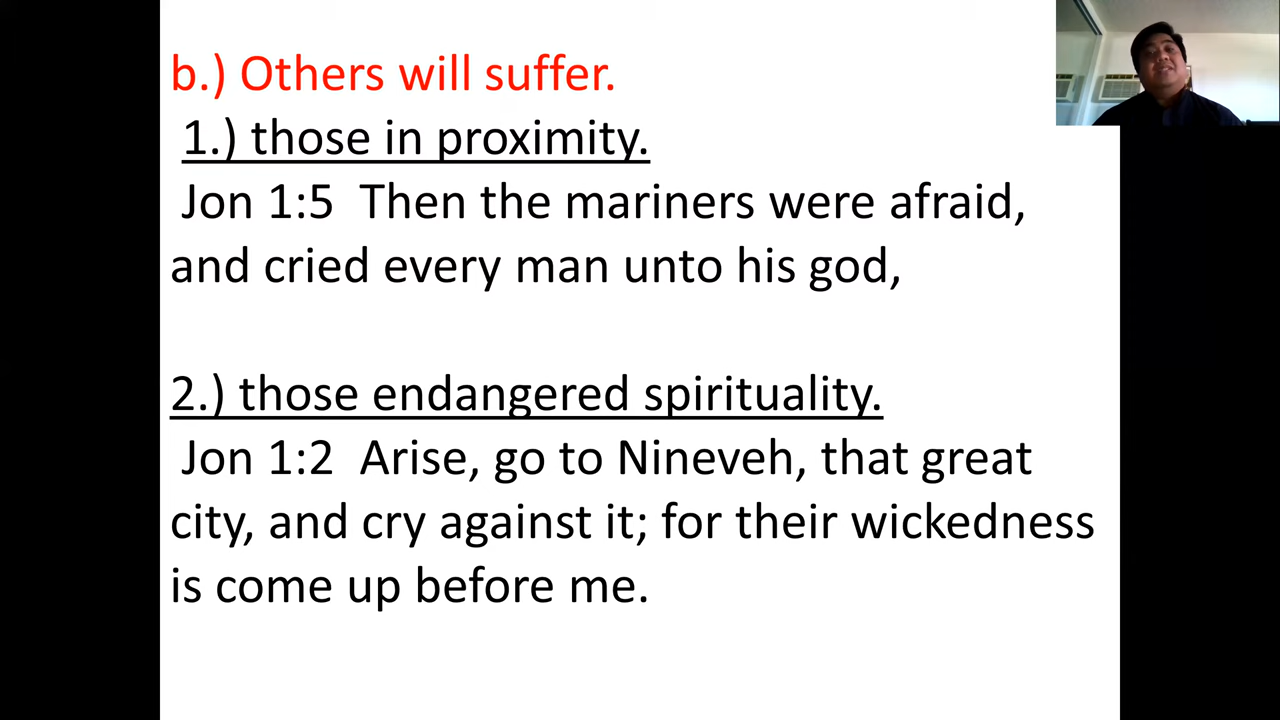 b.) Others will suffer.
1.) those in proximity.
Jon 1:5 Then the mariners were afraid,
and cried every man unto his god,
2.) those endangered spirituality.
Jon 1:2 Arise, go to Nineveh, that great
city, and cry against it; for their wickedness
is come up before me.